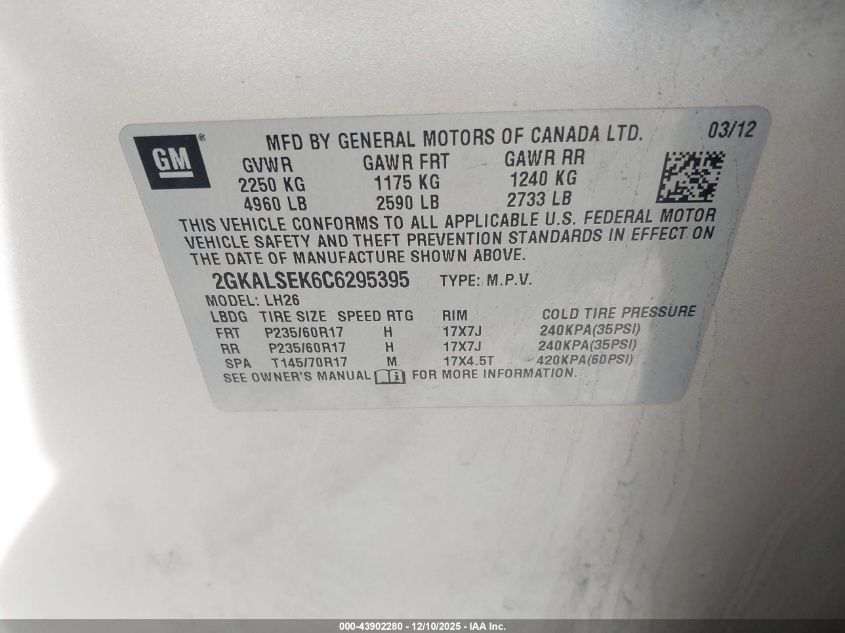 GM®
MFD BY GENERAL MOTORS OF CANADA LTD. 03/12
GVWR GAWR FRT GAWR RR
2250 KG 1175 KG 1240 KG
4960 LB 2590 LB 2733 LB
THIS VEHICLE CONFORMS TO ALL APPLICABLE U.S. FEDERAL MOTOR
VEHICLE SAFETY AND THEFT PREVENTION STANDARDS IN EFFECT ON
THE DATE OF MANUFACTURE SHOWN ABOVE.
2GKALSEK6C6295395 TYPE: M.P.V.
MODEL: LH26
LBDG TIRE SIZE SPEED RTG RIM COLD TIRE PRESSURE
FRT P235/60R17 H 17X7J 240KPA(35PSI)
RR P235/60R17 H 17X7J 240KPA(35PSI)
SPA T145/70R17 M 17X4.5T 420KPA(60PSI)
SEE OWNER'S MANUAL i FOR MORE INFORMATION.
000-43902280 - 12/10/2025 - IAA Inc.